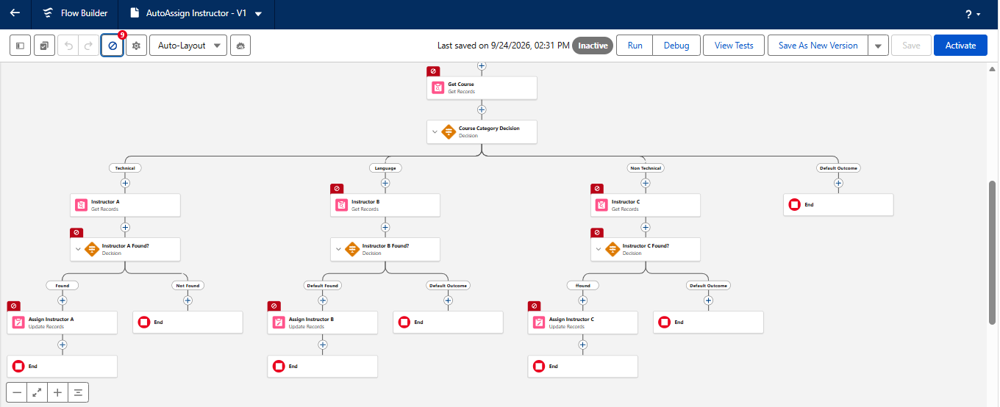 Flow Builder
AutoAssign Instructor - V1
?
9
Auto-Layout
Last saved on 9/24/2026, 02:31 PM
Inactive
Run
Debug
View Tests
Save As New Version
Save
Activate
Get Course
Get Records
Course Category Decision
Decision
Technical
Language
Non Technical
Default Outcome
Instructor A
Get Records
Instructor B
Get Records
Instructor C
Get Records
End
Instructor A Found?
Decision
Instructor B Found?
Decision
Instructor C Found?
Decision
Found
Not Found
Default Found
Default Outcome
ffound
Default Outcome
Assign Instructor A
Update Records
End
Assign Instructor B
Update Records
End
Assign Instructor C
Update Records
End
End
End
End